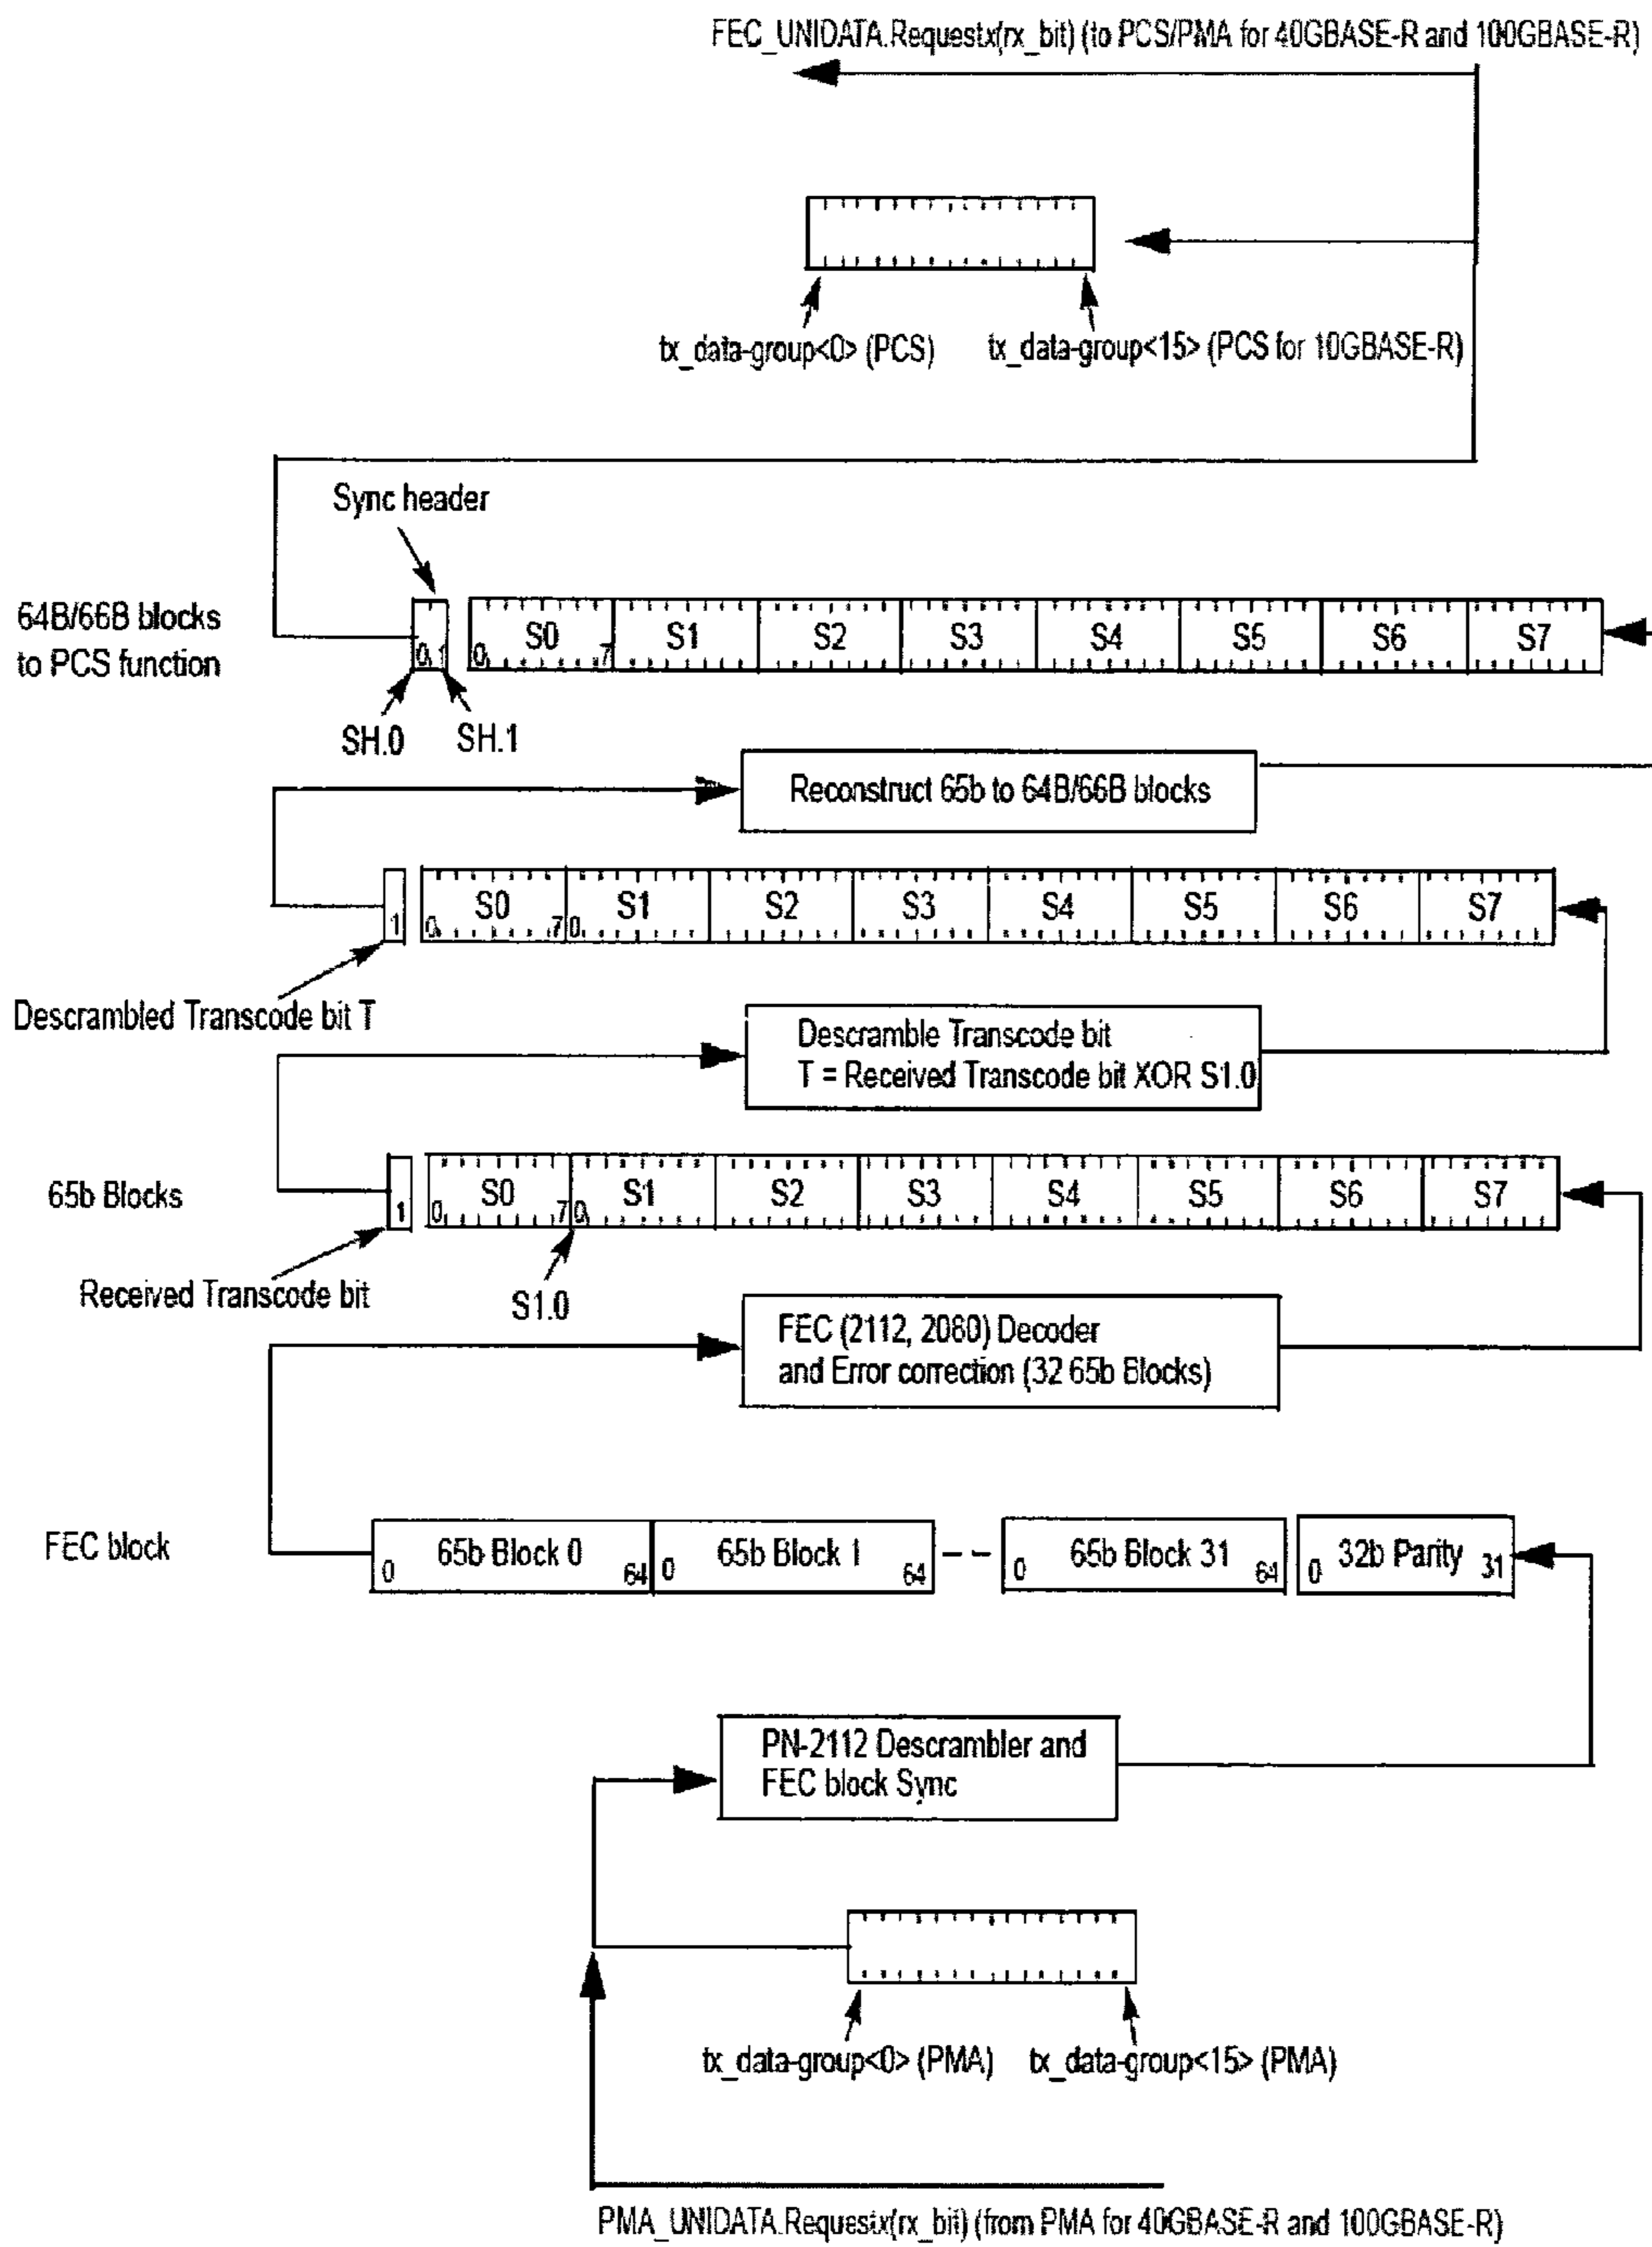 FEC_UNIDATA.Requestx(rx_bit) (to PCS/PMA for 40GBASE-R and 100GBASE-R)
tx_data-group<0> (PCS) tx_data-group<15> (PCS for 10GBASE-R)
Sync header
64B/66B blocks
to PCS function
0 1 0 S0 7 S1 S2 S3 S4 S5 S6 S7
SH.0 SH.1
Reconstruct 65b to 64B/66B blocks
1 0 S0 7 0 S1 S2 S3 S4 S5 S6 S7
Descrambled Transcode bit T
Descramble Transcode bit
T = Received Transcode bit XOR S1.0
65b Blocks
1 0 S0 7 0 S1 S2 S3 S4 S5 S6 S7
Received Transcode bit
S1.0
FEC (2112, 2080) Decoder
and Error correction (32 65b Blocks)
FEC block
0 65b Block 0 64 0 65b Block 1 64 0 65b Block 31 64 0 32b Parity 31
PN-2112 Descrambler and
FEC block Sync
tx_data-group<0> (PMA) tx_data-group<15> (PMA)
PMA_UNIDATA.Requestx(rx_bit) (from PMA for 40GBASE-R and 100GBASE-R)